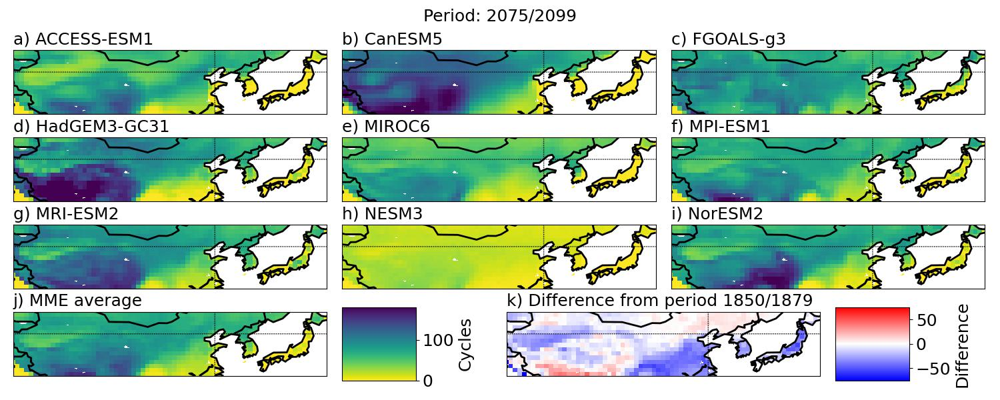 Period: 2075/2099
a) ACCESS-ESM1
b) CanESM5
c) FGOALS-g3
d) HadGEM3-GC31
e) MIROC6
f) MPI-ESM1
g) MRI-ESM2
h) NESM3
i) NorESM2
j) MME average
100
0
Cycles
k) Difference from period 1850/1879
50
0
−50
Difference